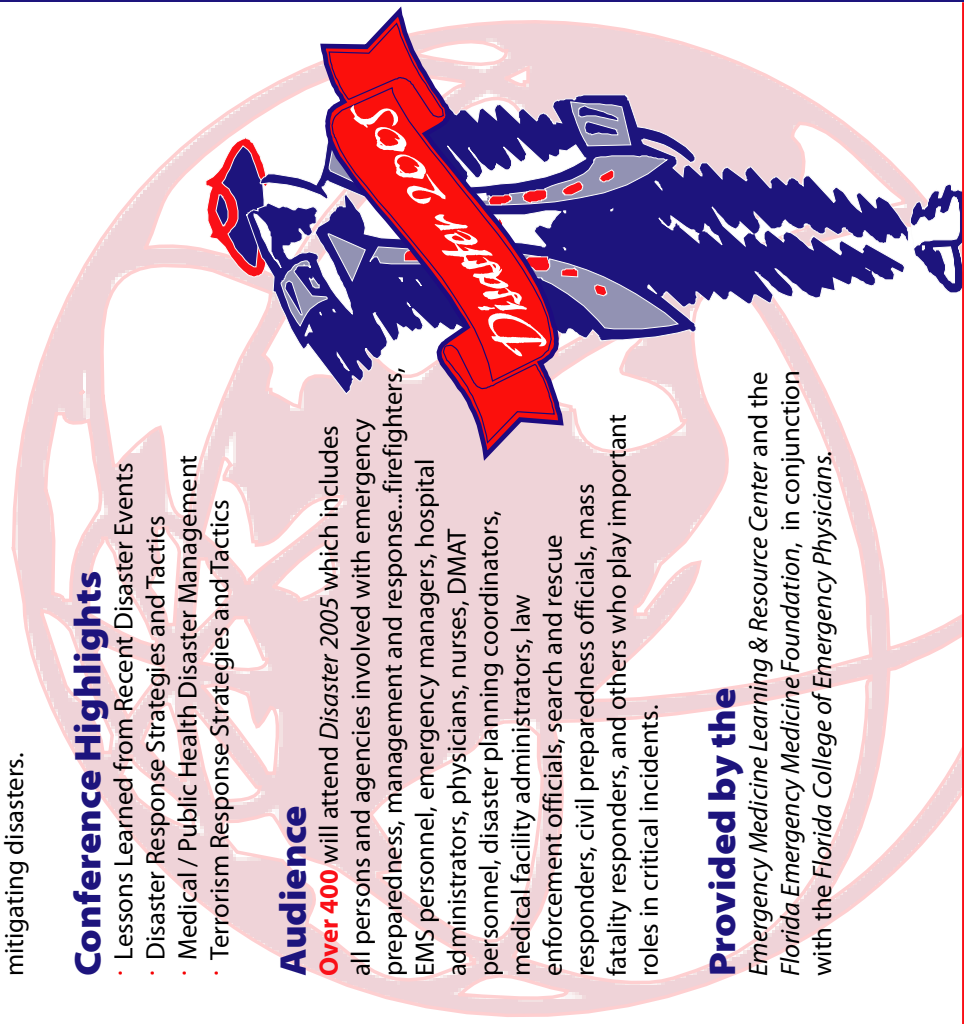 mitigating disasters.
Conference Highlights
· Lessons Learned from Recent Disaster Events
· Disaster Response Strategies and Tactics
· Medical / Public Health Disaster Management
· Terrorism Response Strategies and Tactics
Audience
Over 400 will attend Disaster 2005 which includes
all persons and agencies involved with emergency
preparedness, management and response...firefighters,
EMS personnel, emergency managers, hospital
administrators, physicians, nurses, DMAT
personnel, disaster planning coordinators,
medical facility administrators, law
enforcement officials, search and rescue
responders, civil preparedness officials, mass
fatality responders, and others who play important
roles in critical incidents.
Provided by the
Emergency Medicine Learning & Resource Center and the
Florida Emergency Medicine Foundation, in conjunction
with the Florida College of Emergency Physicians.
Disaster 2005